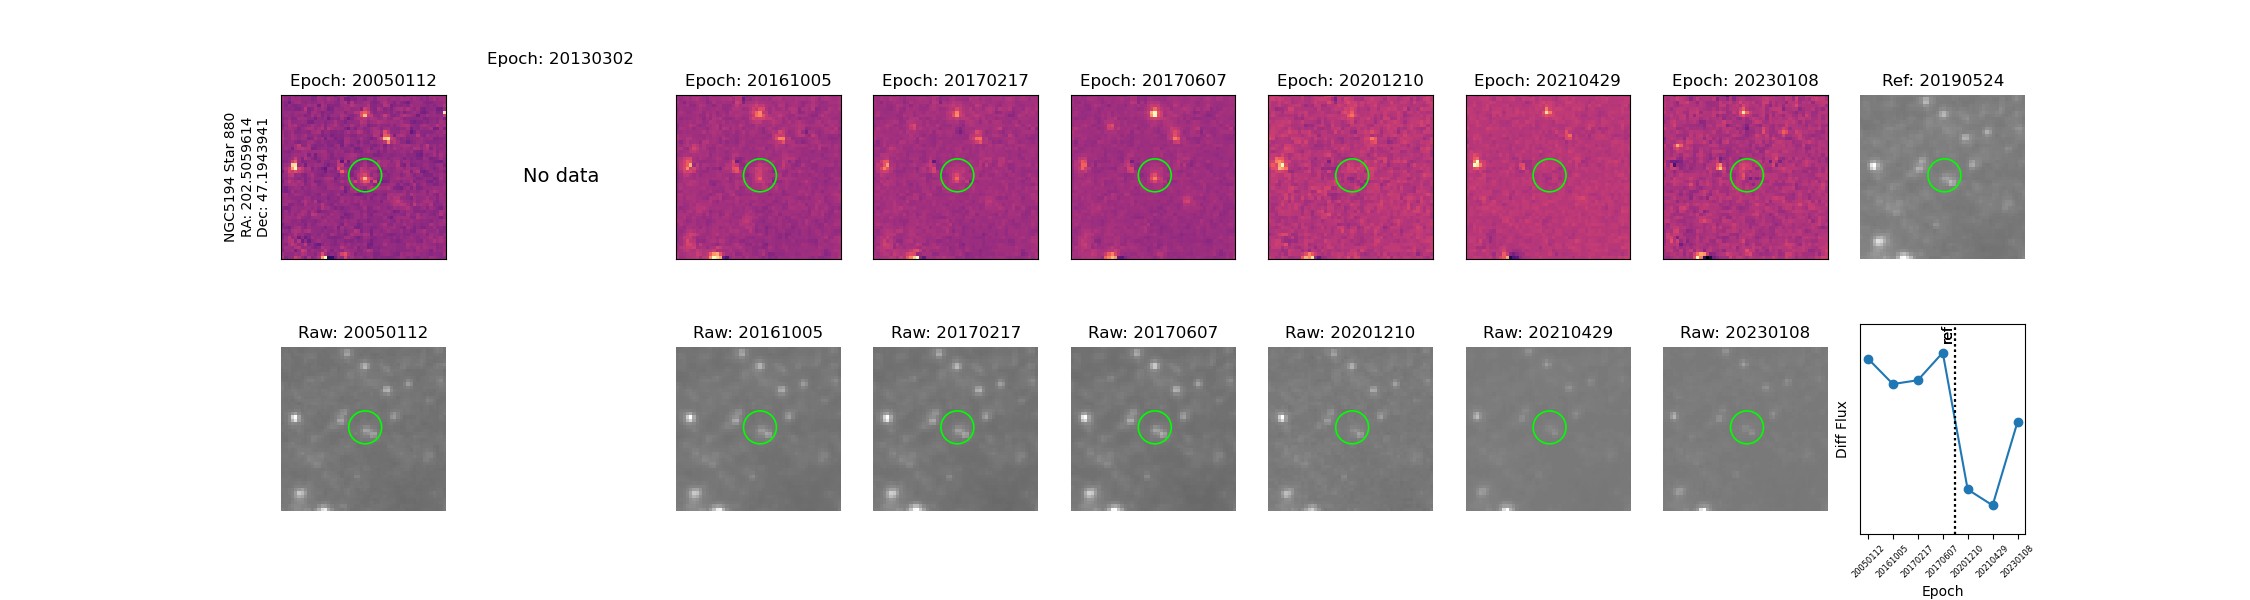 Epoch: 20130302
Epoch: 20050112
Epoch: 20161005
Epoch: 20170217
Epoch: 20170607
Epoch: 20201210
Epoch: 20210429
Epoch: 20230108
Ref: 20190524
NGC5194 Star 880
RA: 202.5059614
Dec: 47.1943941
No data
Raw: 20050112
Raw: 20161005
Raw: 20170217
Raw: 20170607
Raw: 20201210
Raw: 20210429
Raw: 20230108
ref
Diff Flux
20050112
20161005
20170217
20170607
20201210
20210429
20230108
Epoch